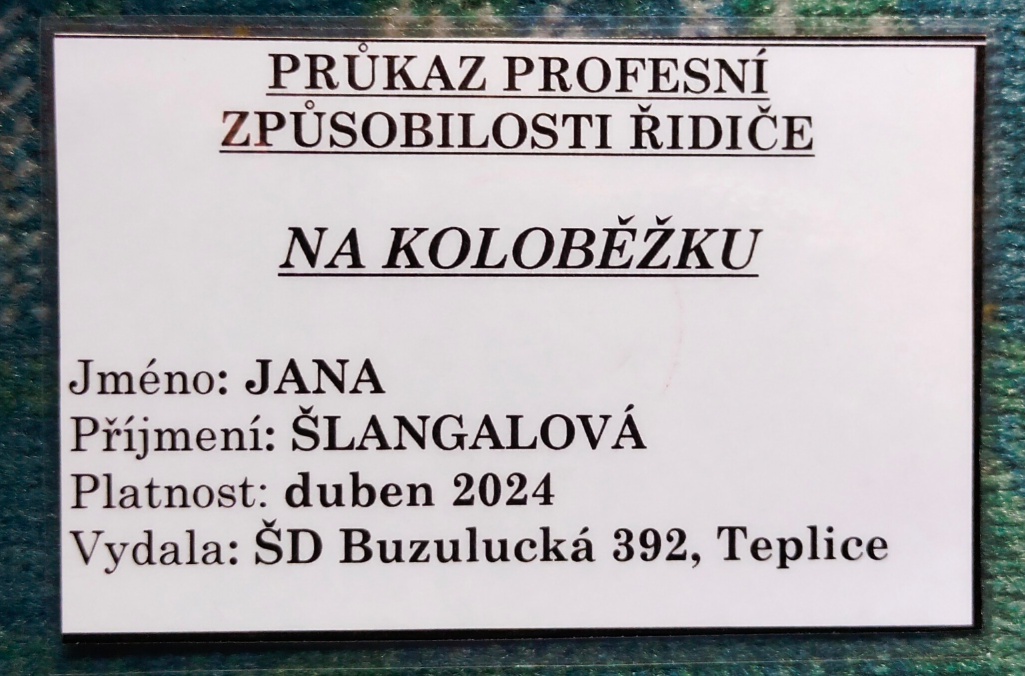 PRŮKAZ PROFESNÍ
ZPŮSOBILOSTI ŘIDIČE
NA KOLOBĚŽKU
Jméno: JANA
Příjmení: ŠLANGALOVÁ
Platnost: duben 2024
Vydala: ŠD Buzulucká 392, Teplice